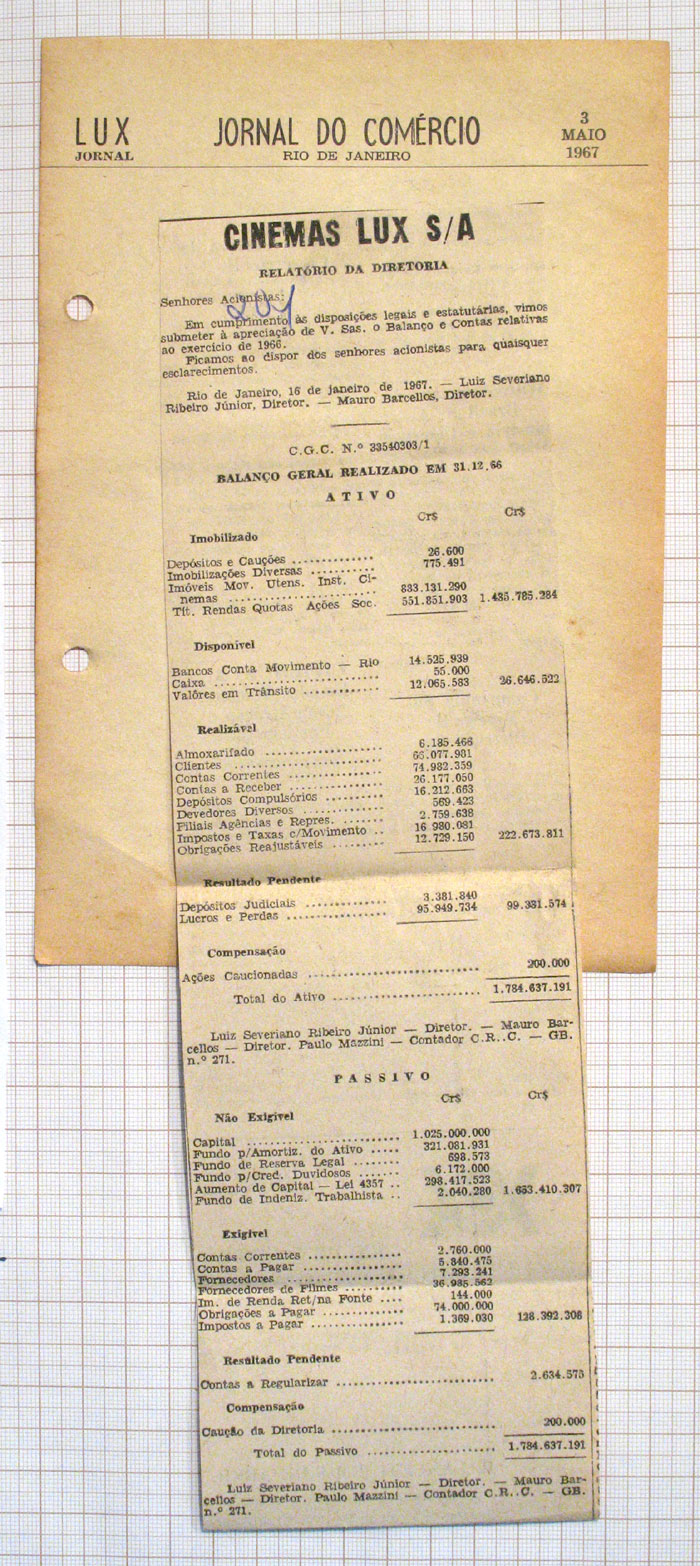 LUX
JORNAL
JORNAL DO COMÉRCIO
RIO DE JANEIRO
3
MAIO
1967
CINEMAS LUX S/A
RELATÓRIO DA DIRETORIA
Senhores Acionistas:
Em cumprimento às disposições legais e estatutárias, vimos
submeter à apreciação de V. Sas. o Balanço e Contas relativas
ao exercício de 1966.
Ficamos ao dispor dos senhores acionistas para quaisquer
esclarecimentos.
Rio de Janeiro, 16 de janeiro de 1967. — Luiz Severiano
Ribeiro Júnior, Diretor. — Mauro Barcellos, Diretor.
C.G.C. N.º 33540303/1
BALANÇO GERAL REALIZADO EM 31.12.66
ATIVO
Cr$ Cr$
Imobilizado
Depósitos e Cauções .............. 26.600
Imobilizações Diversas ........... 775.491
Imóveis Mov. Utens. Inst. Ci-
nemas ........................ 833.131.290
Tít. Rendas Quotas Ações Soc. 551.851.903 1.435.785.284
Disponível
Bancos Conta Movimento — Rio 14.525.939
Caixa ............................ 55.000
Valôres em Trânsito ............. 12.065.583 26.646.522
Realizável
Almoxarifado .................... 6.185.466
Clientes ......................... 66.077.981
Contas Correntes ................ 74.982.359
Contas a Receber ................ 26.177.050
Depósitos Compulsórios .......... 16.212.663
Devedores Diversos .............. 569.423
Filiais Agências e Repres. ....... 2.759.638
Impostos e Taxas c/Movimento .. 16.980.081
Obrigações Reajustáveis ......... 12.729.150 222.673.811
Resultado Pendente
Depósitos Judiciais .............. 3.381.840
Lucros e Perdas ................. 95.949.734 99.331.574
Compensação
Ações Caucionadas ............................ 200.000
Total do Ativo ........................ 1.784.637.191
Luiz Severiano Ribeiro Júnior — Diretor. — Mauro Bar-
cellos — Diretor. Paulo Mazzini — Contador C.R..C. — GB.
n.º 271.
PASSIVO
Cr$ Cr$
Não Exigível
Capital ......................... 1.025.000.000
Fundo p/Amortiz. do Ativo ..... 321.081.931
Fundo de Reserva Legal ........ 698.573
Fundo p/Cred. Duvidosos ....... 6.172.000
Aumento de Capital — Lei 4357 .. 298.417.523
Fundo de Indeniz. Trabalhista .. 2.040.280 1.653.410.307
Exigível
Contas Correntes ................ 2.760.000
Contas a Pagar .................. 5.840.475
Fornecedores .................... 7.293.241
Fornecedores de Filmes .......... 36.985.562
Im. de Renda Ret/na Fonte .... 144.000
Obrigações a Pagar .............. 74.000.000
Impostos a Pagar ................ 1.369.030 128.392.308
Resultado Pendente
Contas a Regularizar .......................... 2.634.575
Compensação
Caução da Diretoria ........................... 200.000
Total do Passivo ...................... 1.784.637.191
Luiz Severiano Ribeiro Júnior — Diretor. — Mauro Bar-
cellos — Diretor. Paulo Mazzini — Contador C.R..C. — GB.
n.º 271.